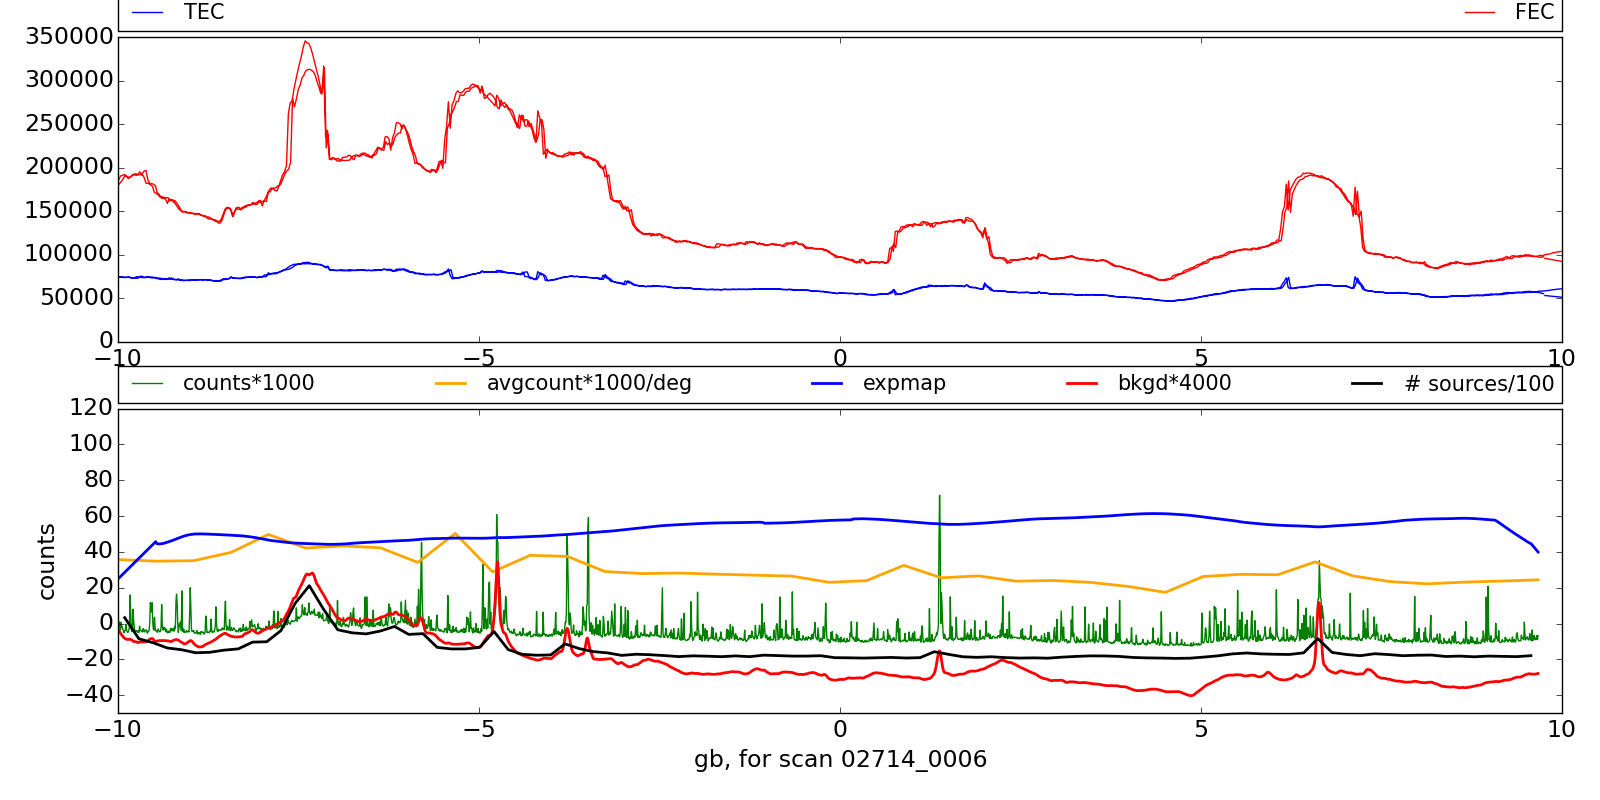 TEC FEC
350000
300000
250000
200000
150000
100000
50000
0
−10 −5 0 5 10
counts*1000 avgcount*1000/deg expmap bkgd*4000 # sources/100
120
100
80
60
40
20
0
−20
−40
counts
−10 −5 0 5 10
gb, for scan 02714_0006